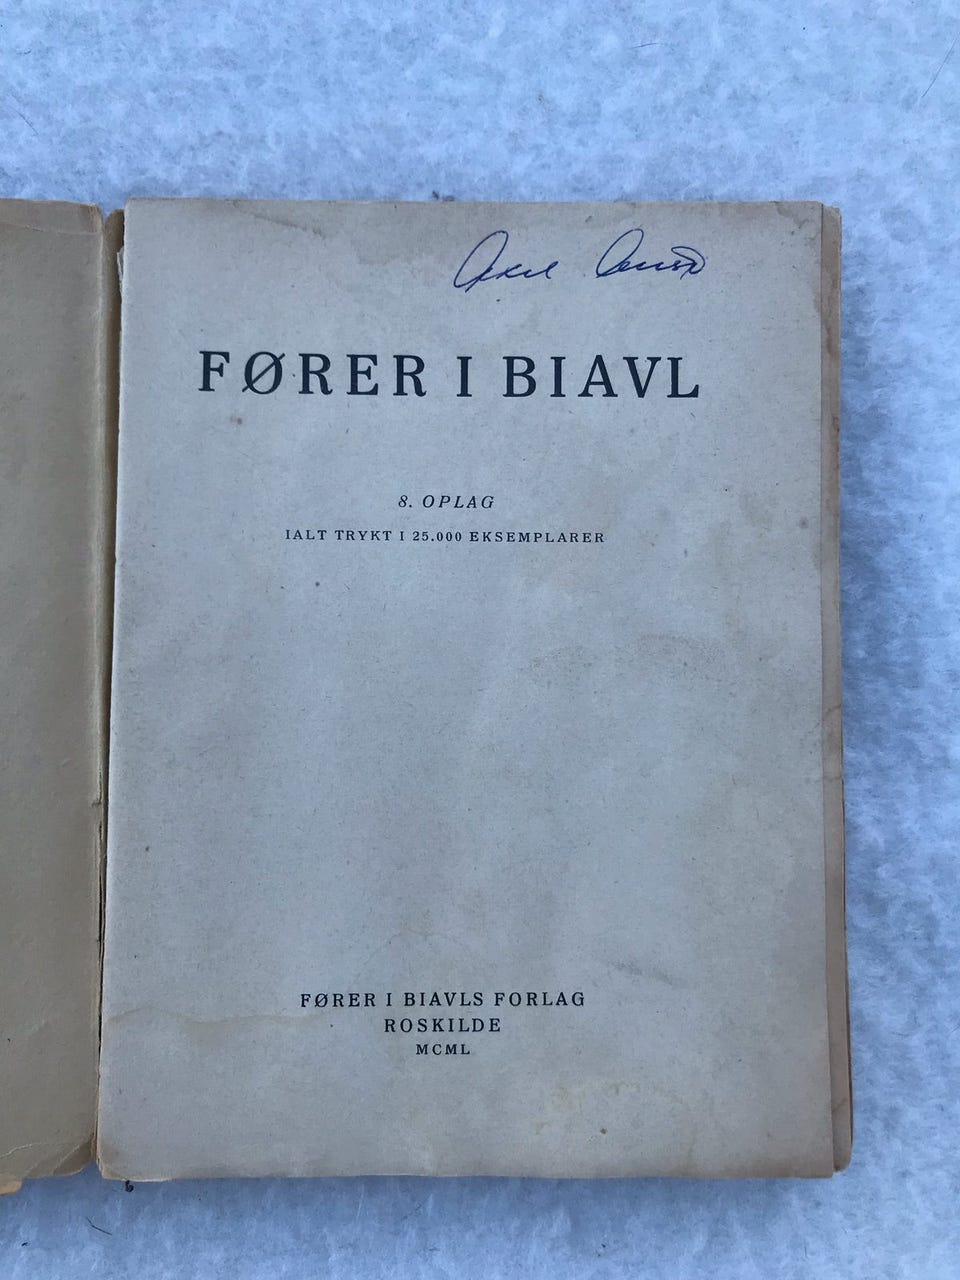 FØRER I BIAVL
8. OPLAG
IALT TRYKT I 25.000 EKSEMPLARER
FØRER I BIAVLS FORLAG
ROSKILDE
MCML